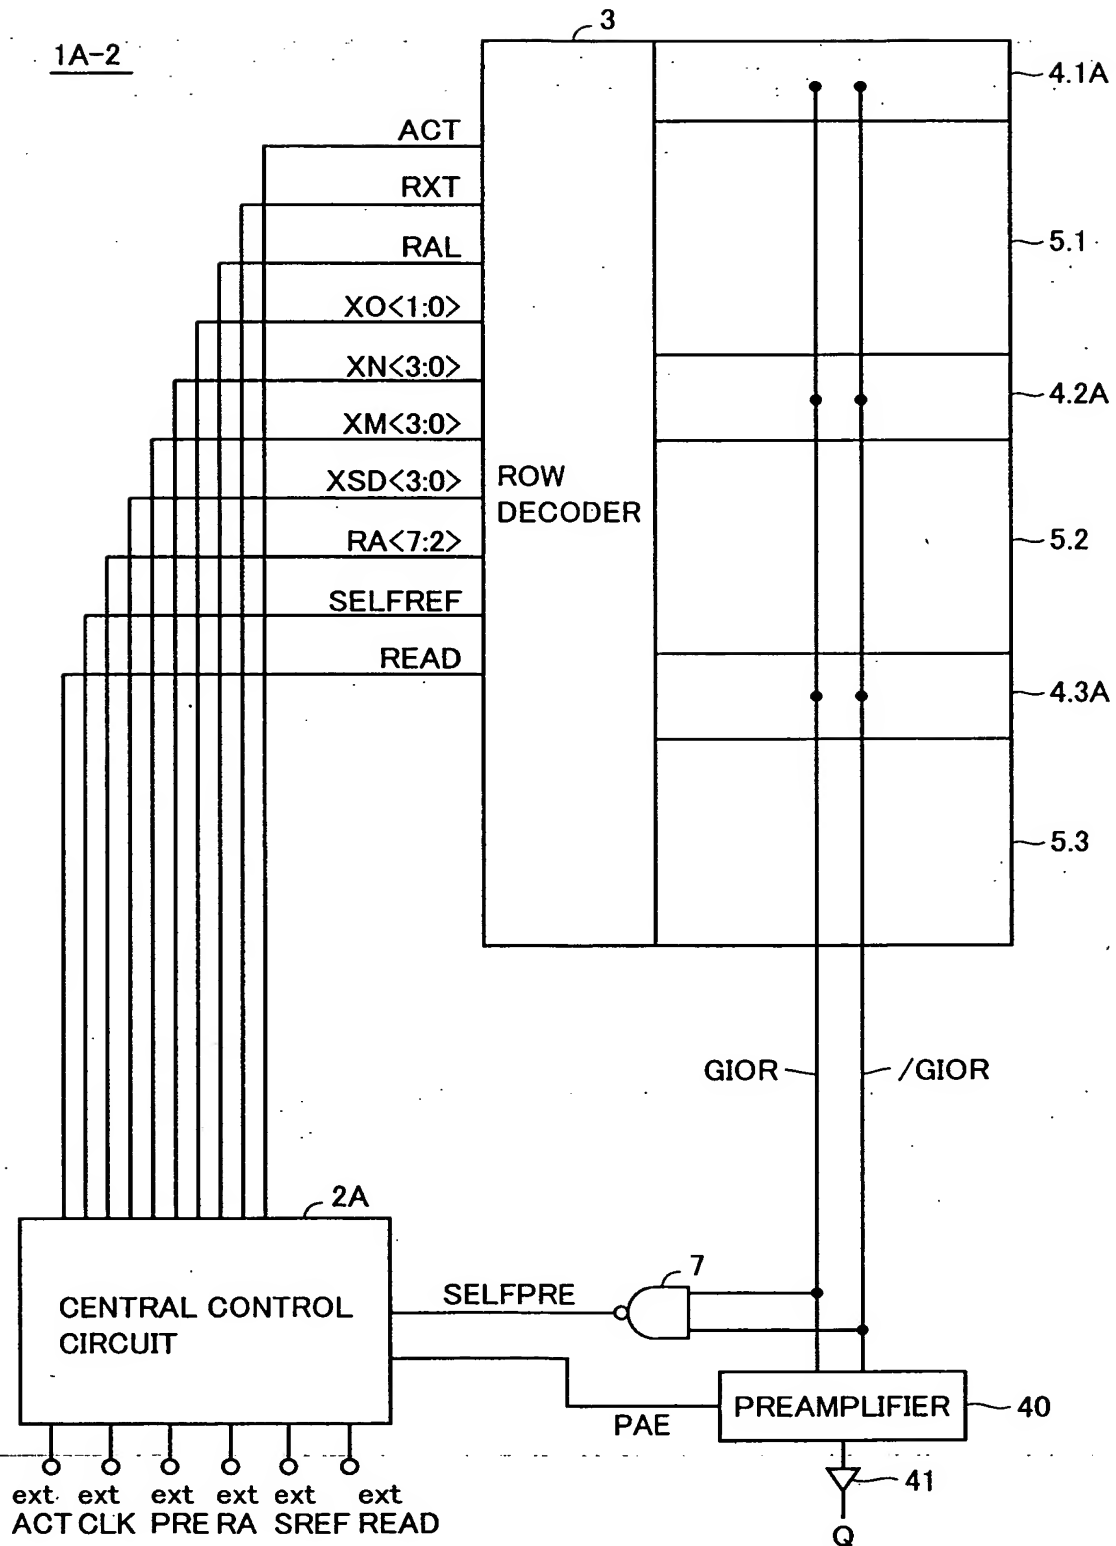 1A-2
3
4.1A
ACT
RXT
RAL
5.1
XO<1:0>
XN<3:0>
4.2A
XM<3:0>
XSD<3:0>
ROW
DECODER
RA<7:2>
5.2
SELFREF
READ
4.3A
5.3
GIOR
/GIOR
2A
7
SELFPRE
CENTRAL CONTROL
CIRCUIT
PREAMPLIFIER
40
PAE
41
Q
ext ext ext ext ext ext
ACT CLK PRE RA SREF READ